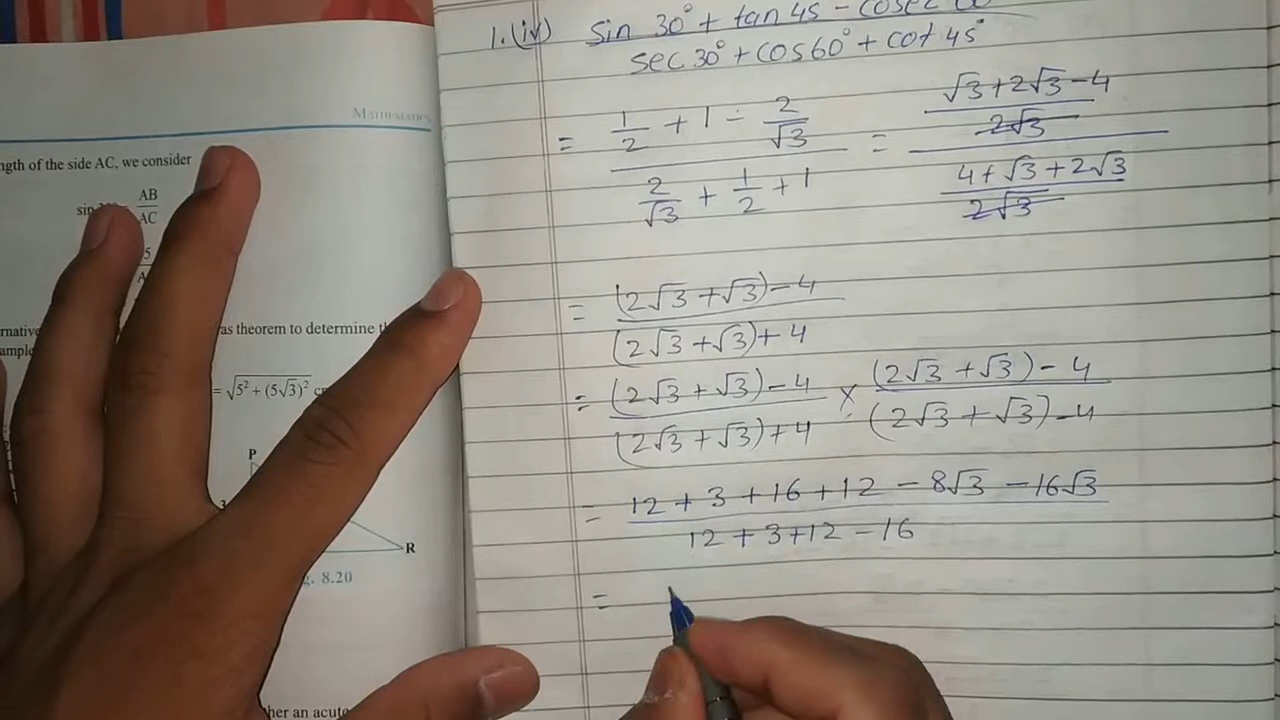 MATHEMATICS
ngth of the side AC, we consider
AB
AC
sin
5
as theorem to determine
ample
= √5² + (5√3)²
P
R
8.20
her an acute
1.(iv) sin 30° + tan 45 - cosec
sec 30° + cos 60° + cot 45°
= 1/2 + 1 - 2/√3 = √3 + 2√3 - 4
2√3
2/√3 + 1/2 + 1
4 + √3 + 2√3
2√3
= (2√3 + √3) - 4
(2√3 + √3) + 4
= (2√3 + √3) - 4 × (2√3 + √3) - 4
(2√3 + √3) + 4 (2√3 + √3) - 4
= 12 + 3 + 16 + 12 - 8√3 - 16√3
12 + 3 + 12 - 16
=